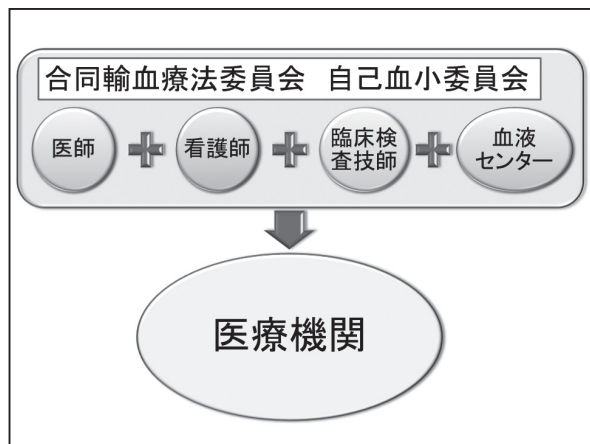 合同輸血療法委員会 自己血小委員会
医師
看護師
臨床検
査技師
血液
センター
医療機関